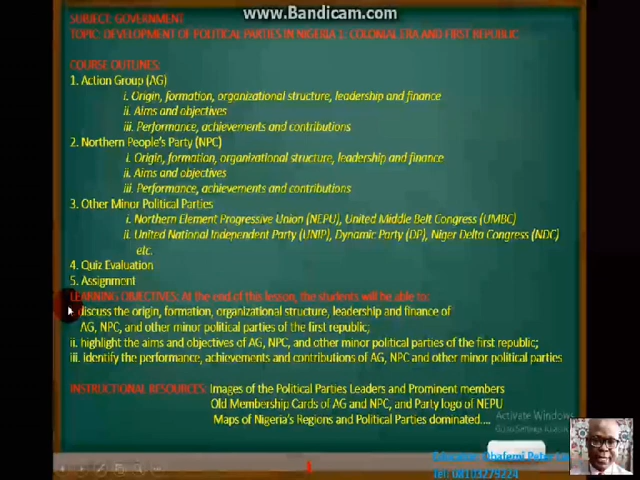 www.Bandicam.com
SUBJECT: GOVERNMENT
TOPIC: DEVELOPMENT OF POLITICAL PARTIES IN NIGERIA 1: COLONIAL ERA AND FIRST REPUBLIC
COURSE OUTLINES:
1. Action Group (AG)
i. Origin, formation, organizational structure, leadership and finance
ii. Aims and objectives
iii. Performance, achievements and contributions
2. Northern People's Party (NPC)
i. Origin, formation, organizational structure, leadership and finance
ii. Aims and objectives
iii. Performance, achievements and contributions
3. Other Minor Political Parties
i. Northern Element Progressive Union (NEPU), United Middle Belt Congress (UMBC)
ii. United National Independent Party (UNIP), Dynamic Party (DP), Niger Delta Congress (NDC)
etc.
4. Quiz Evaluation
5. Assignment
LEARNING OBJECTIVES: At the end of this lesson, the students will be able to:
discuss the origin, formation, organizational structure, leadership and finance of
AG, NPC, and other minor political parties of the first republic;
ii. highlight the aims and objectives of AG, NPC, and other minor political parties of the first republic;
iii. Identify the performance, achievements and contributions of AG, NPC and other minor political parties
INSTRUCTIONAL RESOURCES: Images of the Political Parties Leaders and Prominent members
Old Membership Cards of AG and NPC, and Party logo of NEPU
Maps of Nigeria's Regions and Political Parties dominated....
Activate Windows
Obafemi Peter
Tel: 08103279224
1